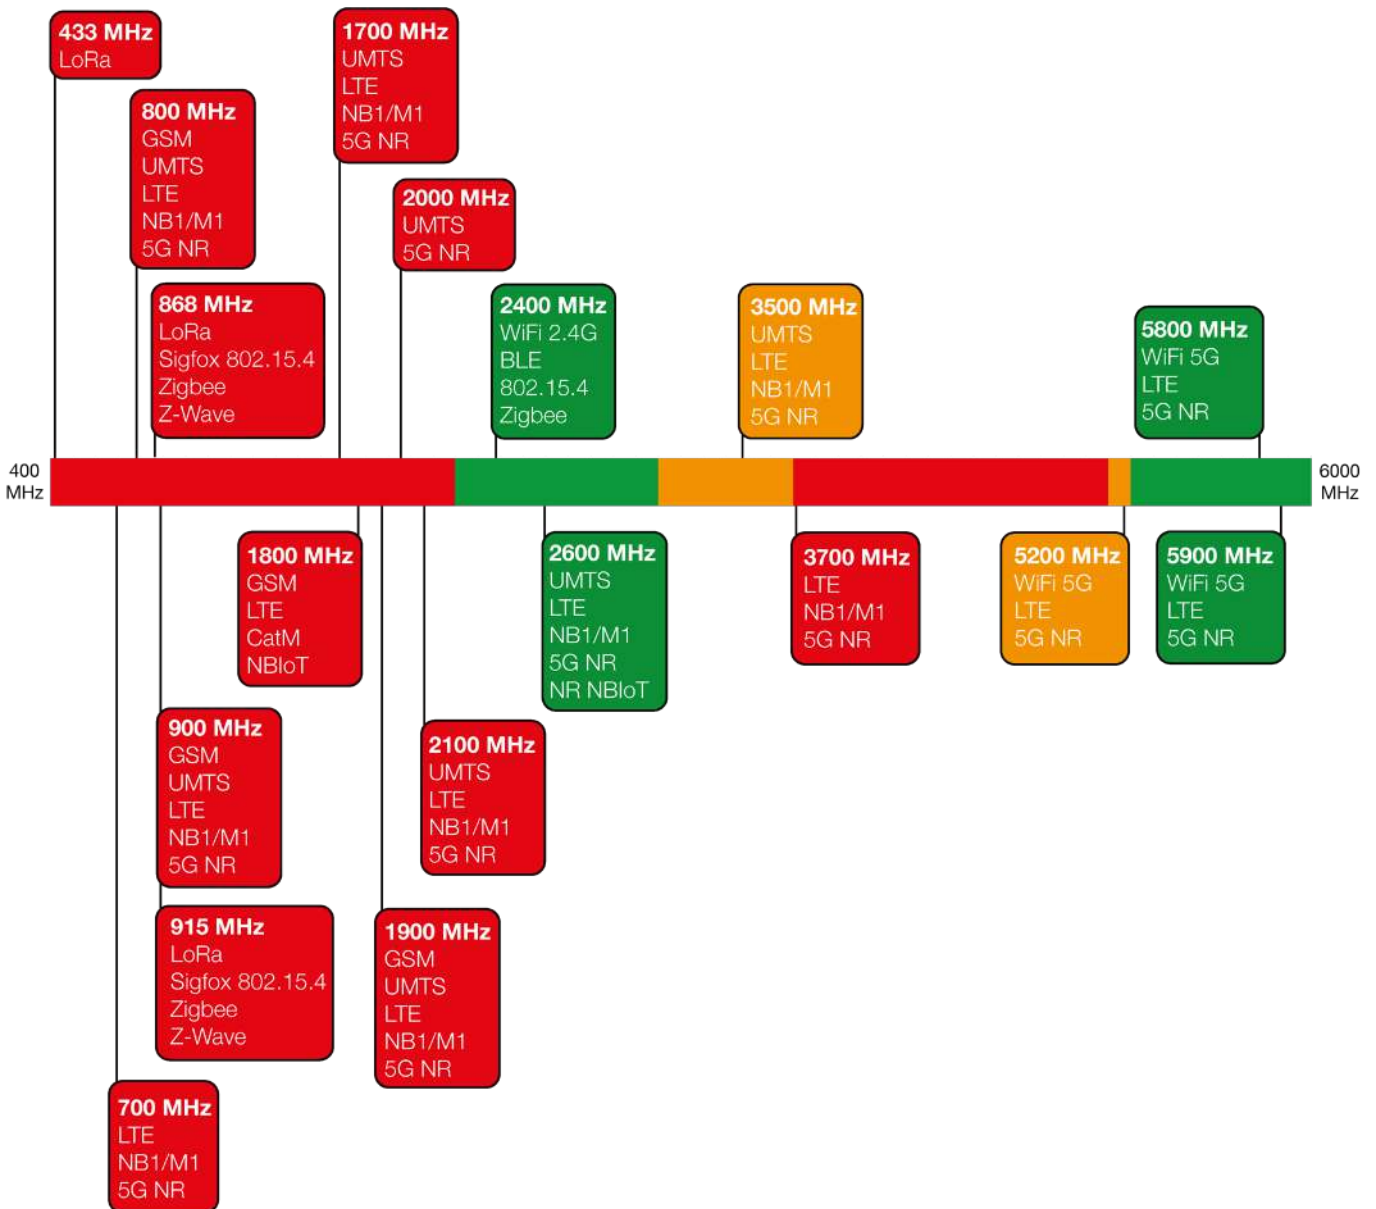 433 MHz
LoRa
800 MHz
GSM
UMTS
LTE
NB1/M1
5G NR
868 MHz
LoRa
Sigfox 802.15.4
Zigbee
Z-Wave
1700 MHz
UMTS
LTE
NB1/M1
5G NR
2000 MHz
UMTS
5G NR
2400 MHz
WiFi 2.4G
BLE
802.15.4
Zigbee
3500 MHz
UMTS
LTE
NB1/M1
5G NR
5800 MHz
WiFi 5G
LTE
5G NR
400
MHz
6000
MHz
1800 MHz
GSM
LTE
CatM
NBIoT
2600 MHz
UMTS
LTE
NB1/M1
5G NR
NR NBIoT
3700 MHz
LTE
NB1/M1
5G NR
5200 MHz
WiFi 5G
LTE
5G NR
5900 MHz
WiFi 5G
LTE
5G NR
900 MHz
GSM
UMTS
LTE
NB1/M1
5G NR
2100 MHz
UMTS
LTE
NB1/M1
5G NR
915 MHz
LoRa
Sigfox 802.15.4
Zigbee
Z-Wave
1900 MHz
GSM
UMTS
LTE
NB1/M1
5G NR
700 MHz
LTE
NB1/M1
5G NR